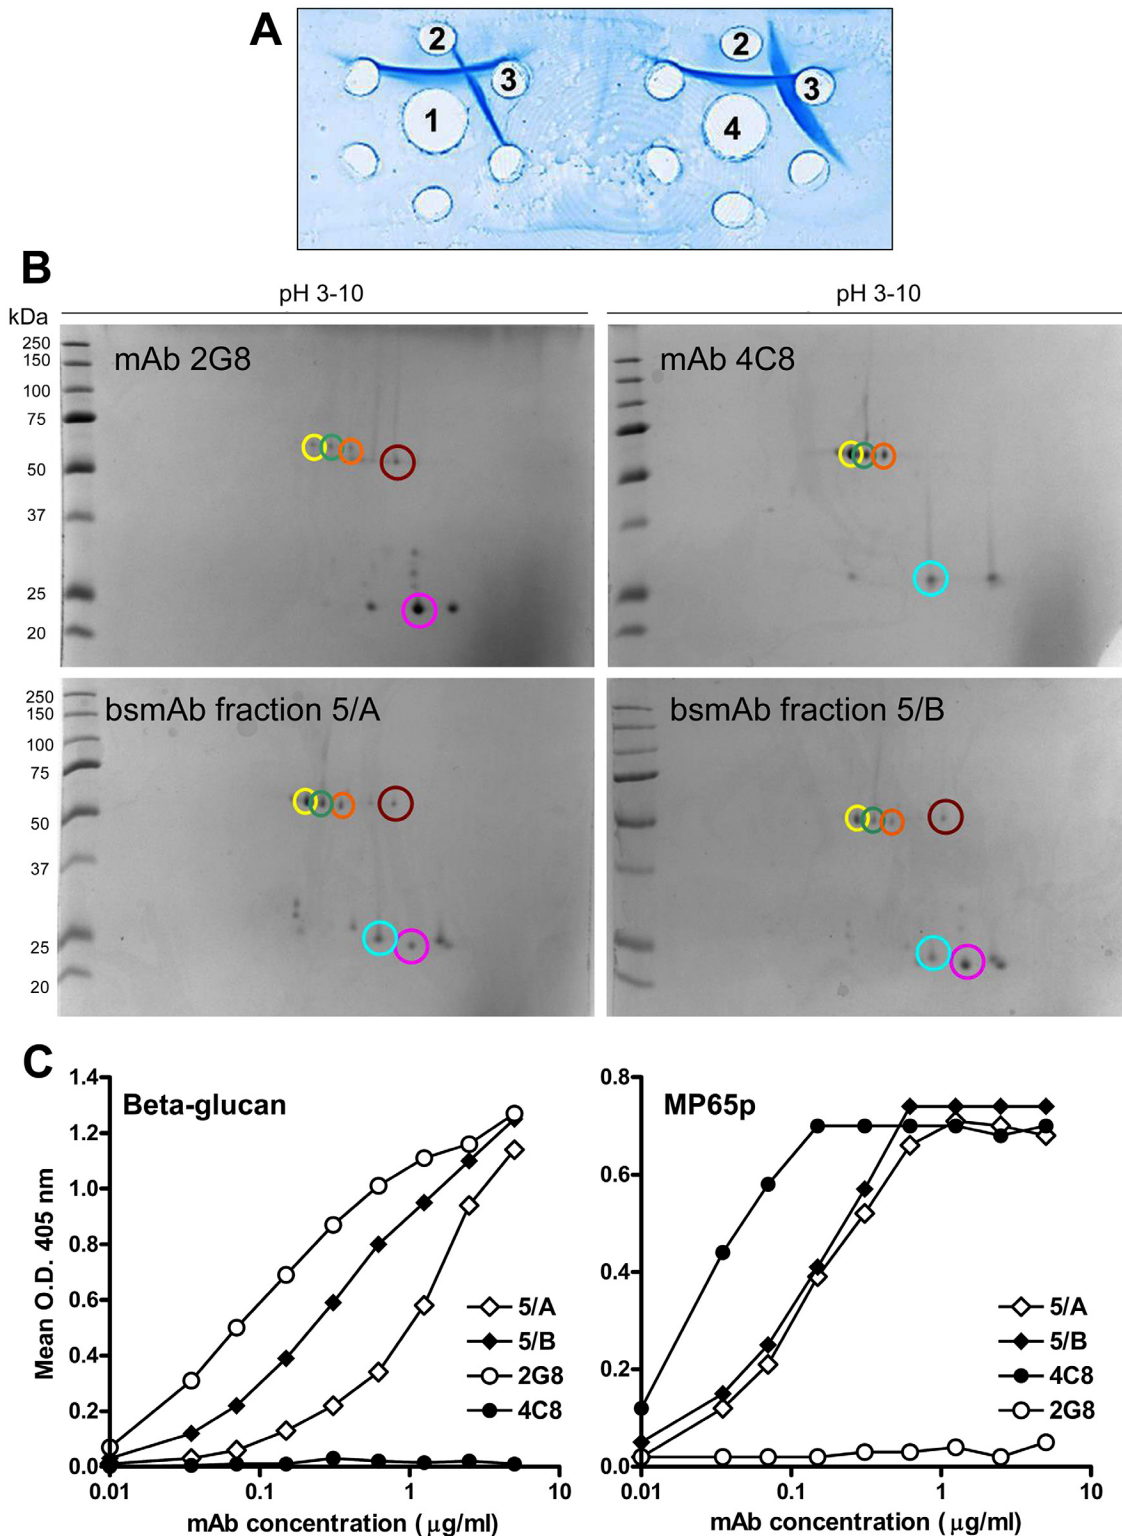 A
2
2
3
3
1
4
B
pH 3-10
pH 3-10
kDa
250
150
100
75
50
37
25
20
mAb 2G8
mAb 4C8
250
150
100
75
50
37
25
20
bsmAb fraction 5/A
bsmAb fraction 5/B
C
1.4
1.2
1.0
0.8
0.6
0.4
0.2
0.0
Mean O.D. 405 nm
Beta-glucan
5/A
5/B
2G8
4C8
0.01
0.1
1
10
mAb concentration ( μg/ml)
0.8
0.6
0.4
0.2
0.0
MP65p
5/A
5/B
4C8
2G8
0.01
0.1
1
10
mAb concentration ( μg/ml)